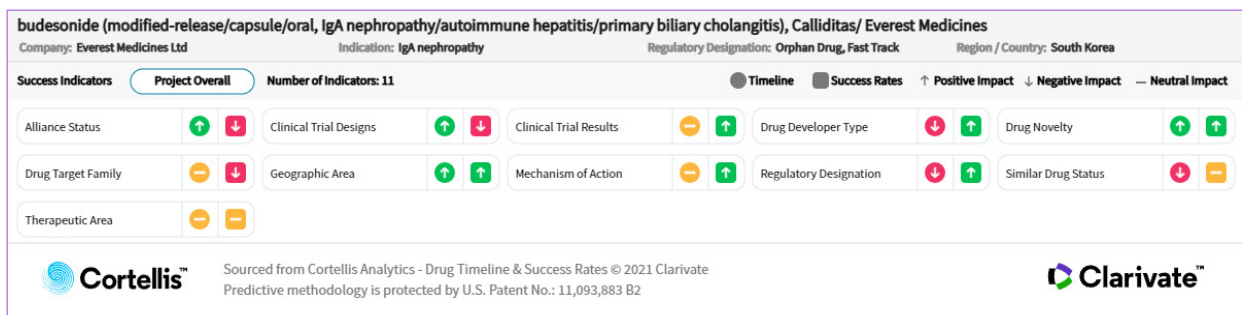 budesonide (modified-release/capsule/oral, IgA nephropathy/autoimmune hepatitis/primary biliary cholangitis), Calliditas/ Everest Medicines
Company: Everest Medicines Ltd Indication: IgA nephropathy Regulatory Designation: Orphan Drug, Fast Track Region / Country: South Korea
Success Indicators Project Overall Number of Indicators: 11 Timeline Success Rates ↑ Positive Impact ↓ Negative Impact — Neutral Impact
Alliance Status Clinical Trial Designs Clinical Trial Results Drug Developer Type Drug Novelty
Drug Target Family Geographic Area Mechanism of Action Regulatory Designation Similar Drug Status
Therapeutic Area
Cortellis™ Sourced from Cortellis Analytics - Drug Timeline & Success Rates © 2021 Clarivate Clarivate™
Predictive methodology is protected by U.S. Patent No.: 11,093,883 B2